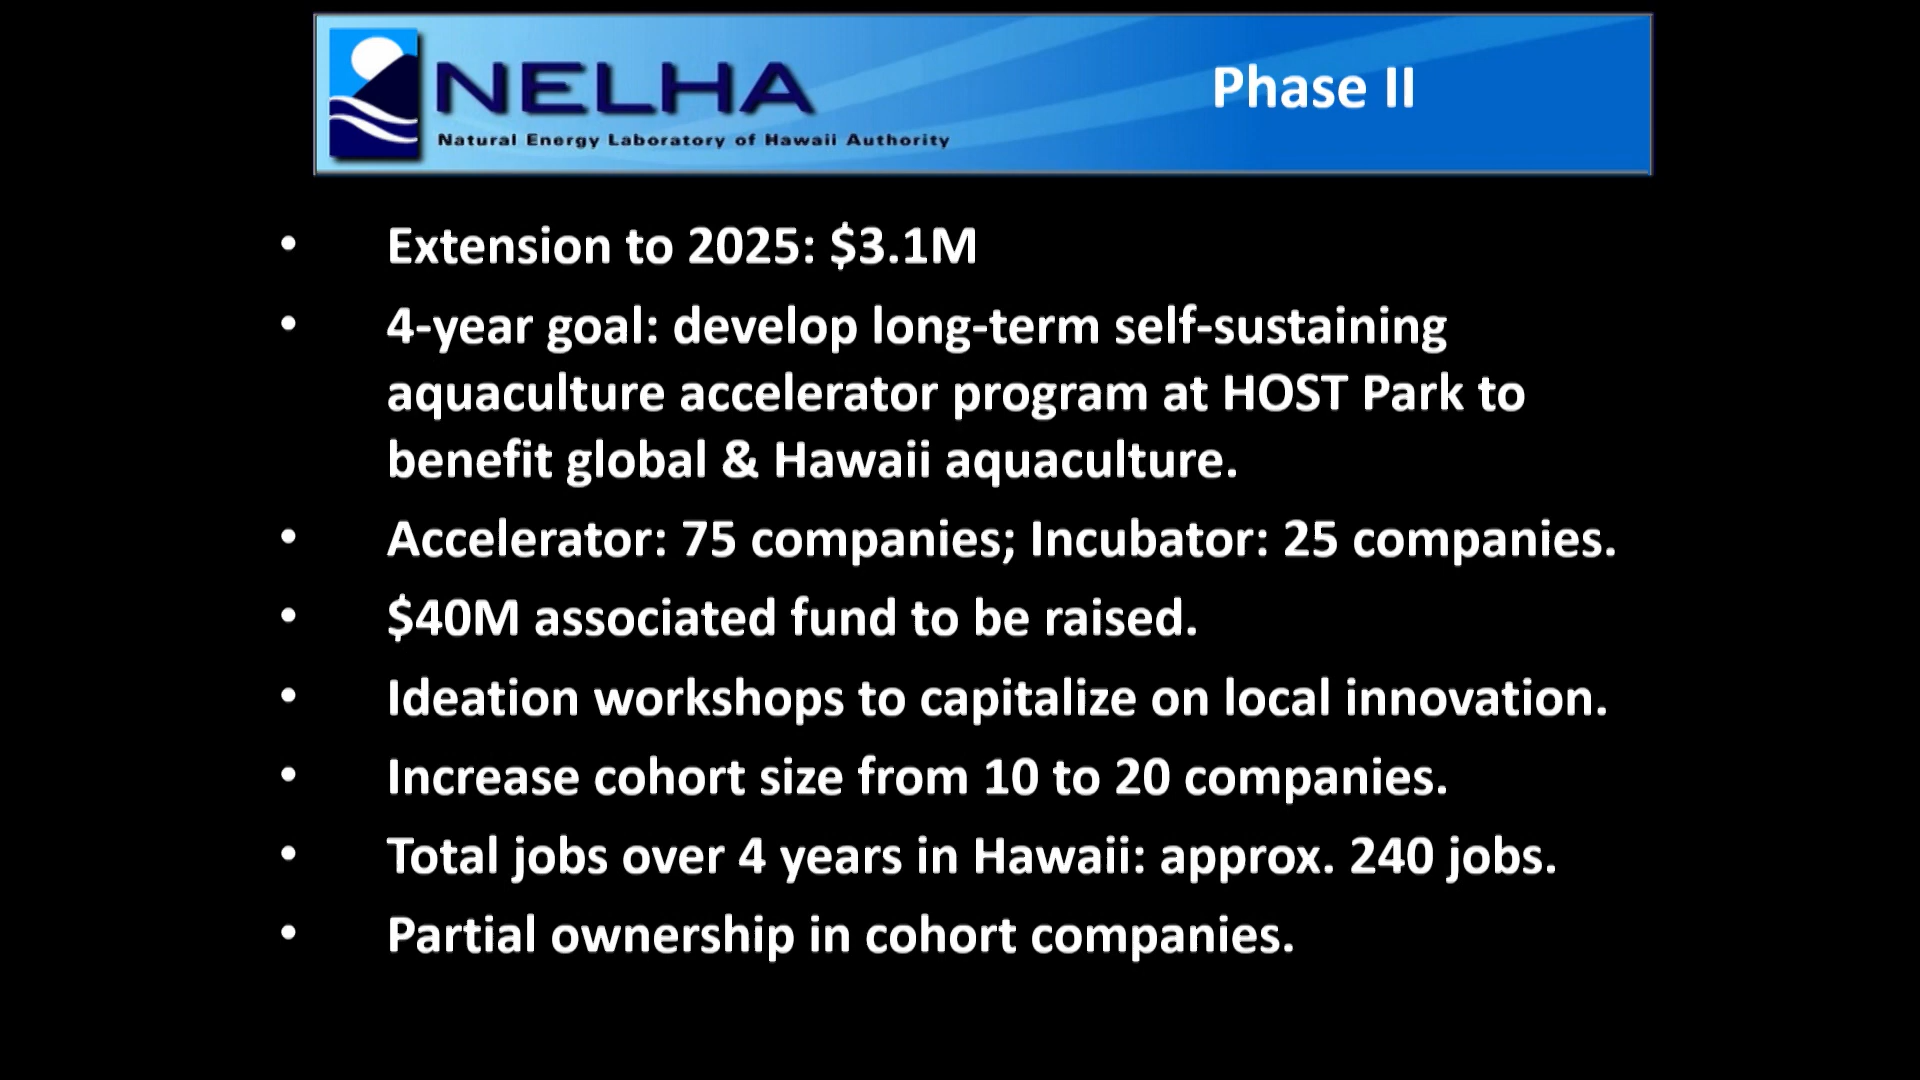 NELHA
Natural Energy Laboratory of Hawaii Authority
Phase II
• Extension to 2025: $3.1M
• 4-year goal: develop long-term self-sustaining
aquaculture accelerator program at HOST Park to
benefit global & Hawaii aquaculture.
• Accelerator: 75 companies; Incubator: 25 companies.
• $40M associated fund to be raised.
• Ideation workshops to capitalize on local innovation.
• Increase cohort size from 10 to 20 companies.
• Total jobs over 4 years in Hawaii: approx. 240 jobs.
• Partial ownership in cohort companies.